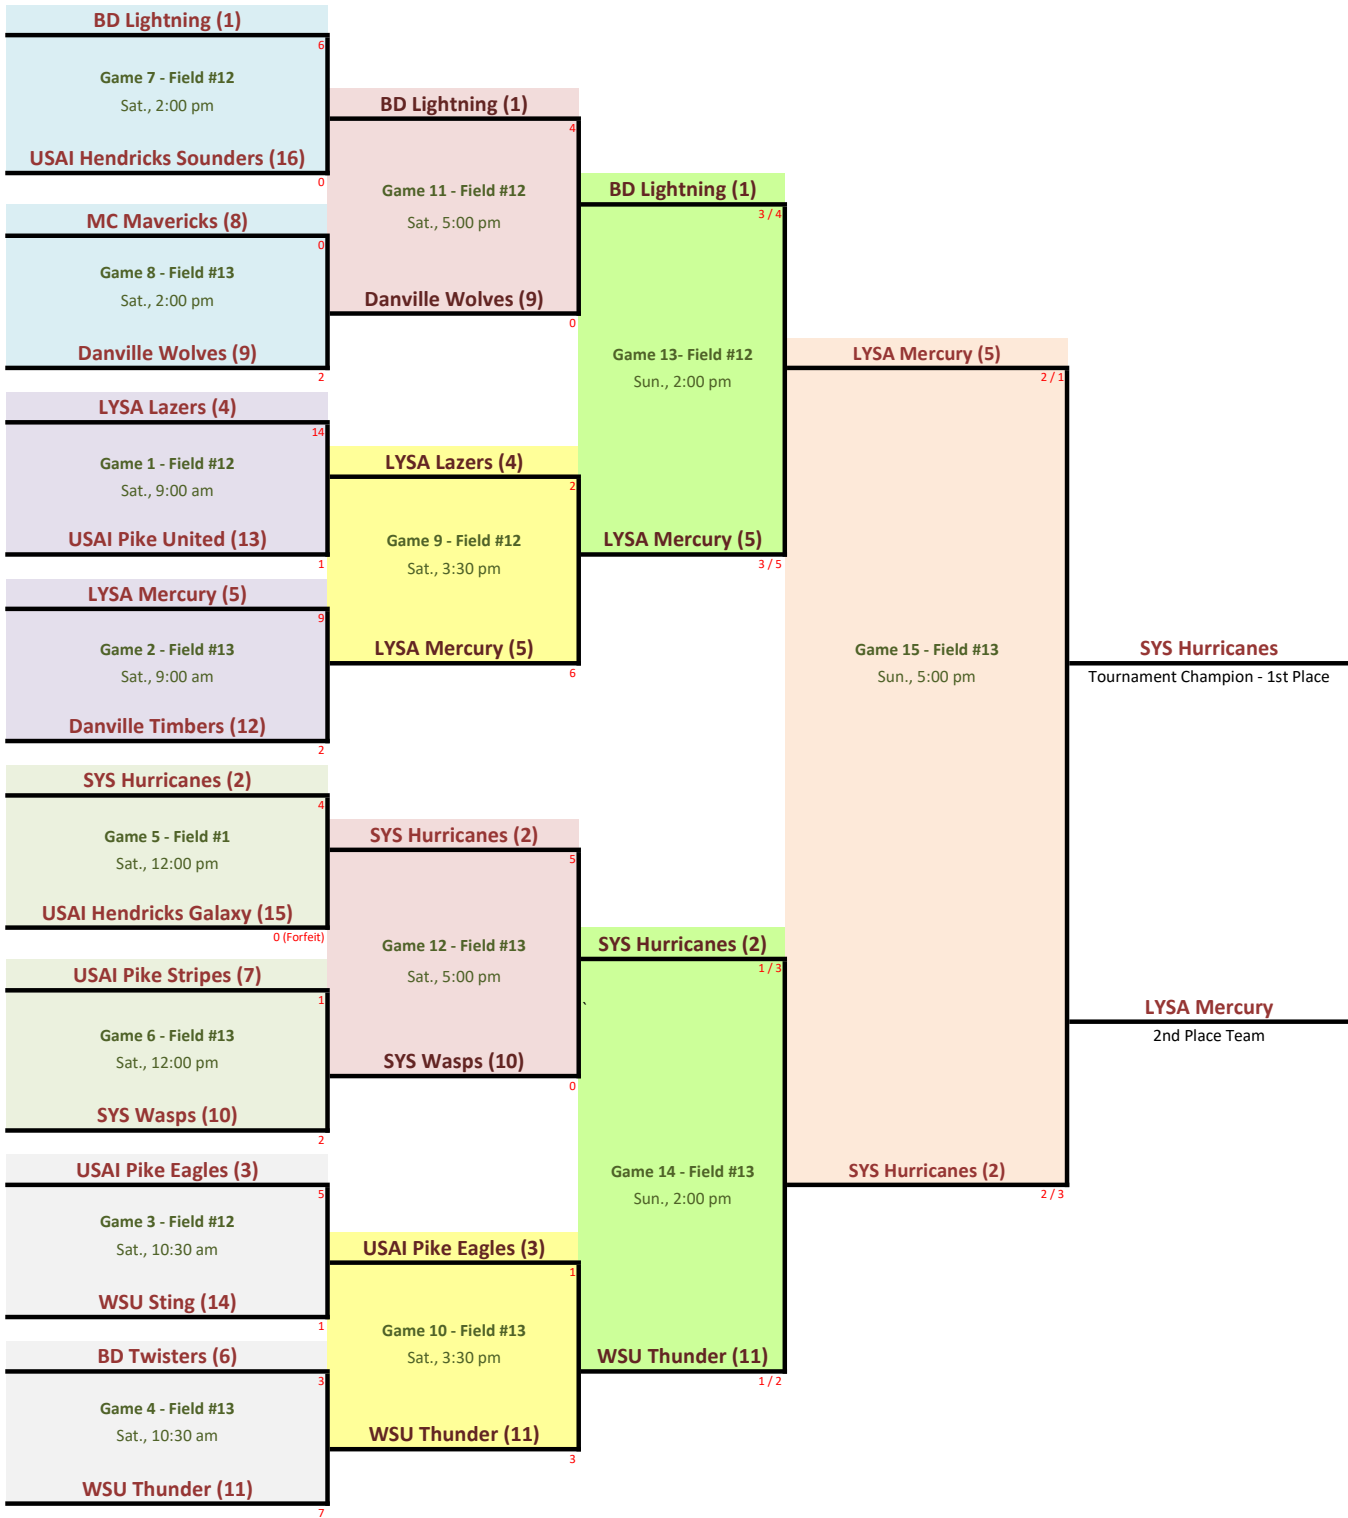 BD Lightning (1)
6
Game 7 - Field #12
Sat., 2:00 pm
USAI Hendricks Sounders (16)
0
MC Mavericks (8)
0
Game 8 - Field #13
Sat., 2:00 pm
Danville Wolves (9)
2
LYSA Lazers (4)
14
Game 1 - Field #12
Sat., 9:00 am
USAI Pike United (13)
1
LYSA Mercury (5)
9
Game 2 - Field #13
Sat., 9:00 am
Danville Timbers (12)
2
SYS Hurricanes (2)
4
Game 5 - Field #1
Sat., 12:00 pm
USAI Hendricks Galaxy (15)
0 (Forfeit)
USAI Pike Stripes (7)
1
Game 6 - Field #13
Sat., 12:00 pm
SYS Wasps (10)
2
USAI Pike Eagles (3)
5
Game 3 - Field #12
Sat., 10:30 am
WSU Sting (14)
1
BD Twisters (6)
3
Game 4 - Field #13
Sat., 10:30 am
WSU Thunder (11)
7
BD Lightning (1)
4
Game 11 - Field #12
Sat., 5:00 pm
Danville Wolves (9)
0
LYSA Lazers (4)
2
Game 9 - Field #12
Sat., 3:30 pm
LYSA Mercury (5)
6
SYS Hurricanes (2)
5
Game 12 - Field #13
Sat., 5:00 pm
SYS Wasps (10)
0
USAI Pike Eagles (3)
1
Game 10 - Field #13
Sat., 3:30 pm
WSU Thunder (11)
3
BD Lightning (1)
3 / 4
Game 13- Field #12
Sun., 2:00 pm
LYSA Mercury (5)
3 / 5
SYS Hurricanes (2)
1 / 3
`
Game 14 - Field #13
Sun., 2:00 pm
WSU Thunder (11)
1 / 2
LYSA Mercury (5)
2 / 1
Game 15 - Field #13
Sun., 5:00 pm
SYS Hurricanes (2)
2 / 3
SYS Hurricanes
Tournament Champion - 1st Place
LYSA Mercury
2nd Place Team